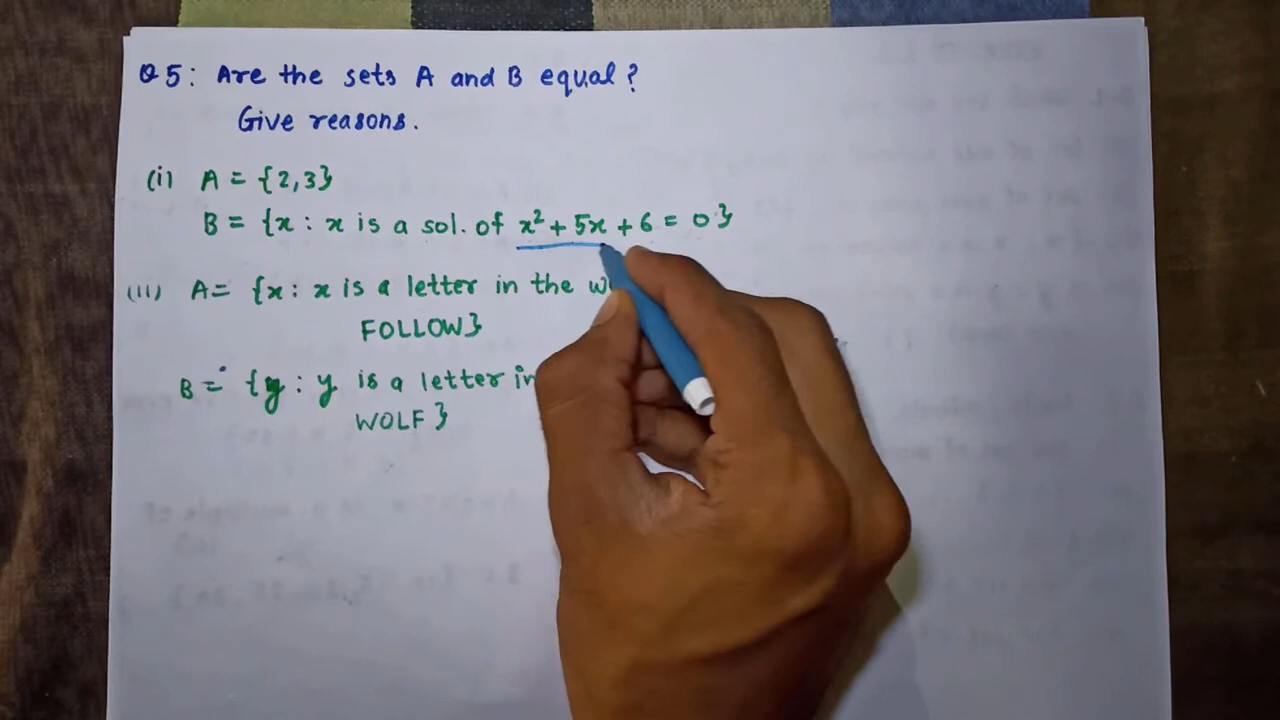 Q5: Are the sets A and B equal?
Give reasons.
(i) A = {2,3}
B = {x : x is a sol. of x² + 5x + 6 = 0}
(ii) A = {x : x is a letter in the
FOLLOW}
B = {y : y is a letter in
WOLF}